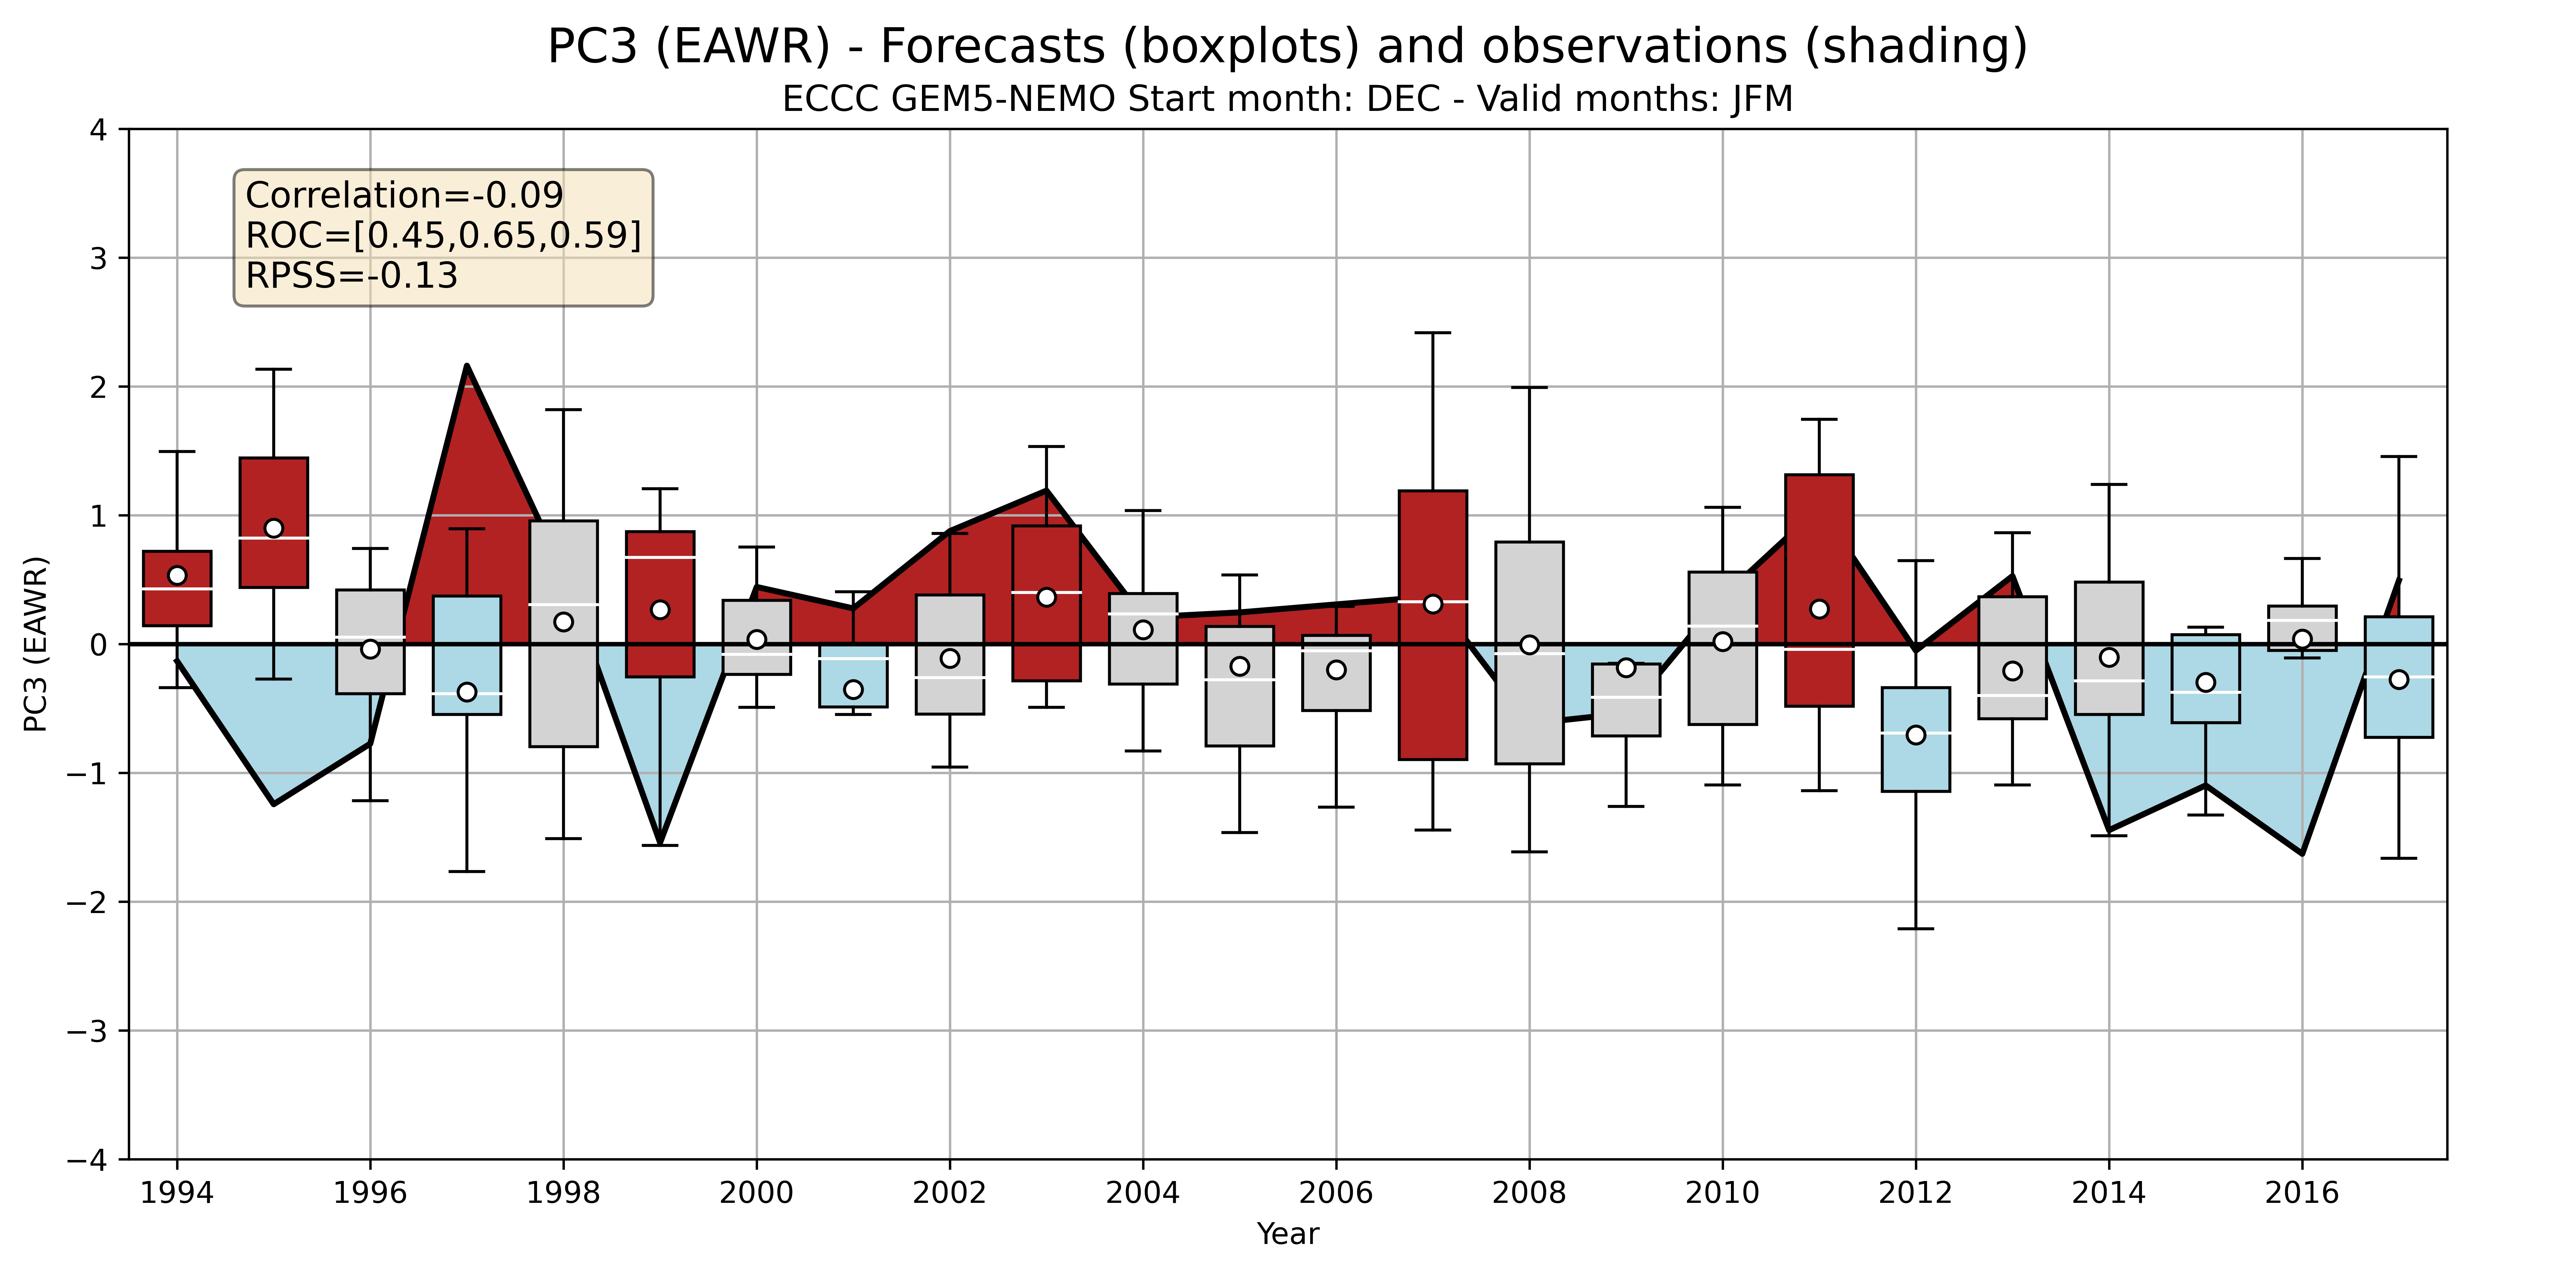 PC3 (EAWR) - Forecasts (boxplots) and observations (shading)
ECCC GEM5-NEMO Start month: DEC - Valid months: JFM
Correlation=-0.09
ROC=[0.45,0.65,0.59]
RPSS=-0.13
PC3 (EAWR)
4
3
2
1
0
−1
−2
−3
−4
1994 1996 1998 2000 2002 2004 2006 2008 2010 2012 2014 2016
Year